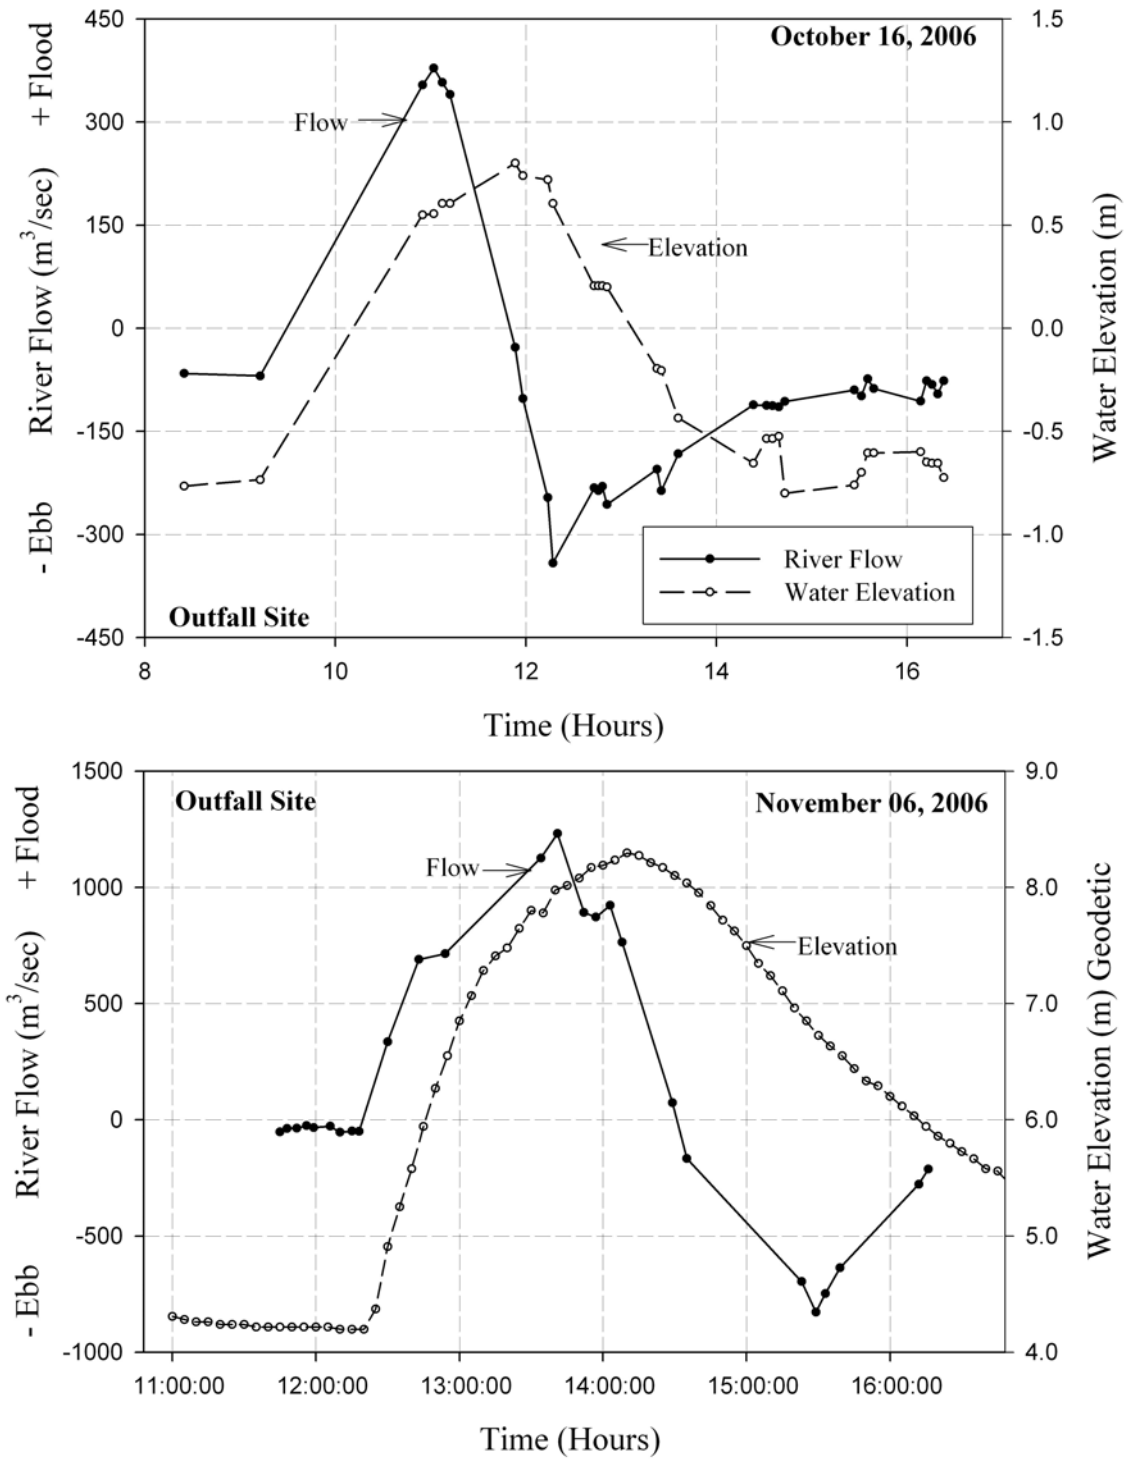 450
300
150
0
-150
-300
-450
- Ebb River Flow (m³/sec) + Flood
October 16, 2006
Flow
Elevation
River Flow
Water Elevation
Outfall Site
1.5
1.0
0.5
0.0
-0.5
-1.0
-1.5
Water Elevation (m)
8 10 12 14 16
Time (Hours)
1500
1000
500
0
-500
-1000
- Ebb River Flow (m³/sec) + Flood
Outfall Site
November 06, 2006
Flow
Elevation
9.0
8.0
7.0
6.0
5.0
4.0
Water Elevation (m) Geodetic
11:00:00 12:00:00 13:00:00 14:00:00 15:00:00 16:00:00
Time (Hours)